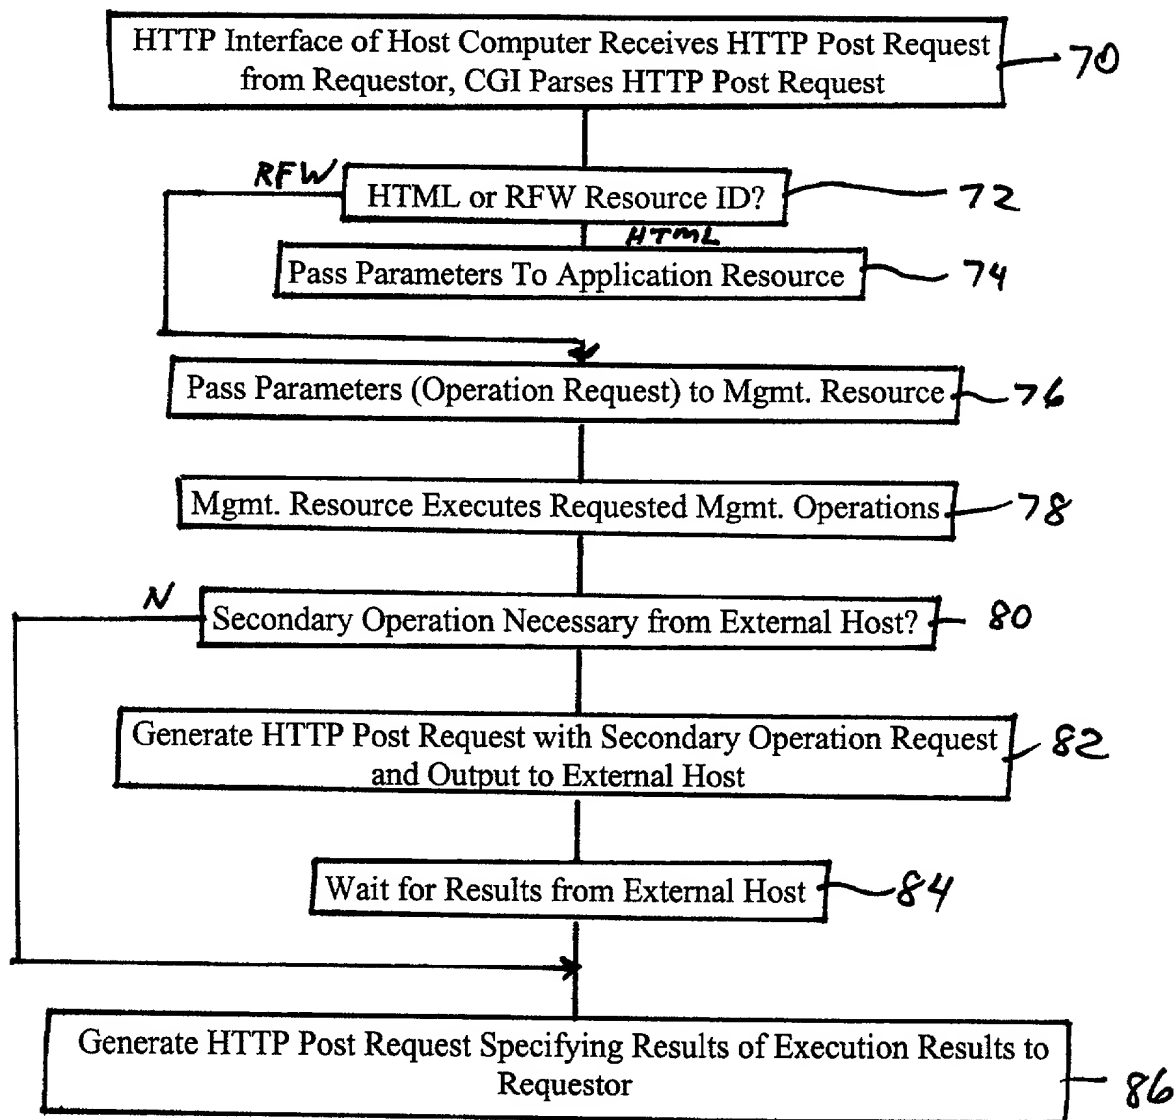 HTTP Interface of Host Computer Receives HTTP Post Request
from Requestor, CGI Parses HTTP Post Request
70
RFW
HTML or RFW Resource ID?
72
HTML
Pass Parameters To Application Resource
74
Pass Parameters (Operation Request) to Mgmt. Resource
76
Mgmt. Resource Executes Requested Mgmt. Operations
78
N
Secondary Operation Necessary from External Host?
80
Generate HTTP Post Request with Secondary Operation Request
and Output to External Host
82
Wait for Results from External Host
84
Generate HTTP Post Request Specifying Results of Execution Results to
Requestor
86